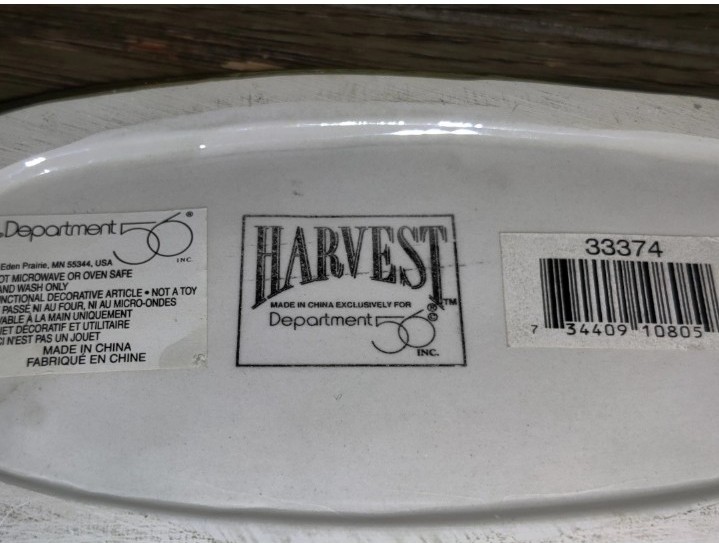 Department 56®
INC.
Eden Prairie, MN 55344, USA
OT MICROWAVE OR OVEN SAFE
AND WASH ONLY
NCTIONAL DECORATIVE ARTICLE • NOT A TOY
PASSÉ NI AU FOUR, NI AU MICRO-ONDES
VABLE À LA MAIN UNIQUEMENT
JET DÉCORATIF ET UTILITAIRE
CI N'EST PAS UN JOUET
MADE IN CHINA
FABRIQUÉ EN CHINE
HARVEST™
MADE IN CHINA EXCLUSIVELY FOR
Department 56®
INC.
33374
7 34409 10805